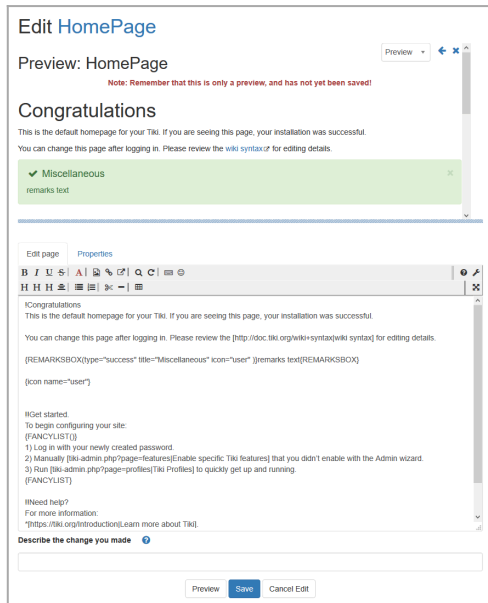 Edit HomePage
Preview
Preview: HomePage
Note: Remember that this is only a preview, and has not yet been saved!
Congratulations
This is the default homepage for your Tiki. If you are seeing this page, your installation was successful.
You can change this page after logging in. Please review the wiki syntax for editing details.
Miscellaneous
remarks text
Edit page
Properties
B I U S A
H H H
!Congratulations
This is the default homepage for your Tiki. If you are seeing this page, your installation was successful.
You can change this page after logging in. Please review the [http://doc.tiki.org/wiki+syntax|wiki syntax] for editing details.
{REMARKSBOX(type="success" title="Miscellaneous" icon="user" )}remarks text{REMARKSBOX}
{icon name="user"}
!!Get started.
To begin configuring your site:
{FANCYLIST()}
1) Log in with your newly created password.
2) Manually [tiki-admin.php?page=features|Enable specific Tiki features] that you didn't enable with the Admin wizard.
3) Run [tiki-admin.php?page=profiles|Tiki Profiles] to quickly get up and running.
{FANCYLIST}
!!Need help?
For more information:
*[https://tiki.org/Introduction|Learn more about Tiki].
Describe the change you made
Preview Save Cancel Edit